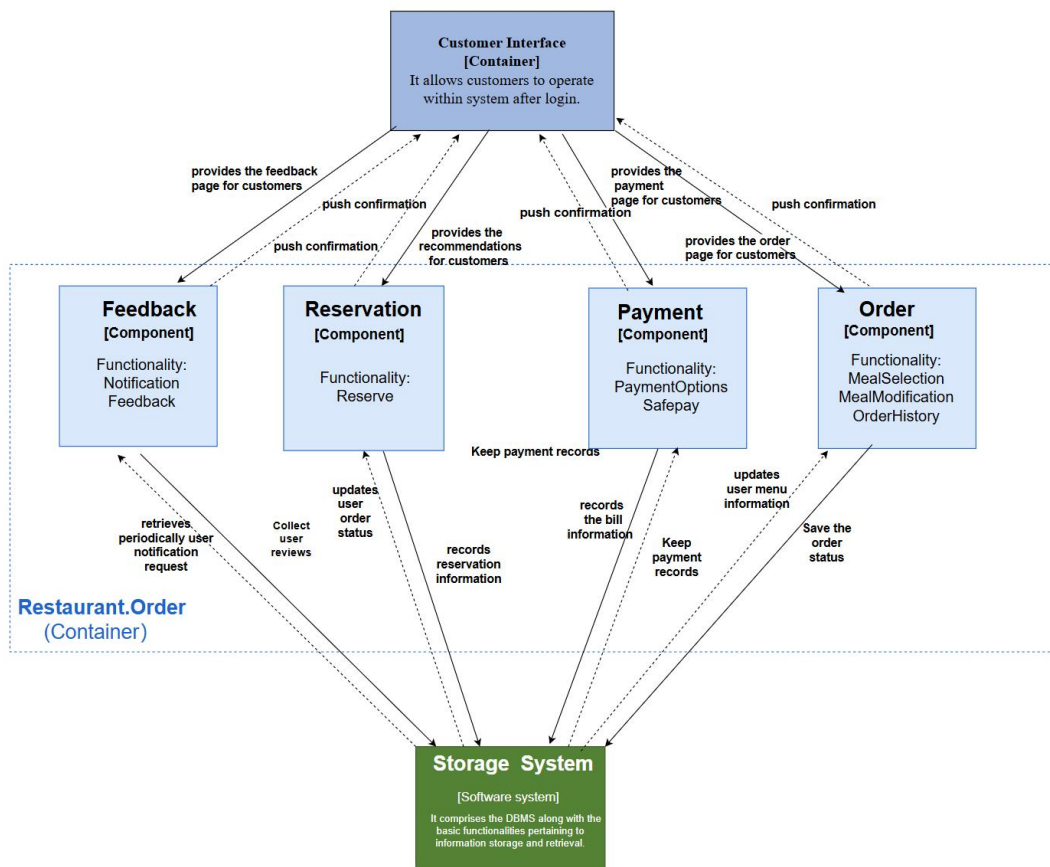 Customer Interface
[Container]
It allows customers to operate
within system after login.
provides the feedback
page for customers
push confirmation
push confirmation
provides the
recommendations
for customers
provides the
payment
page for customers
push confirmation
push confirmation
provides the order
page for customers
Feedback
[Component]
Functionality:
Notification
Feedback
Reservation
[Component]
Functionality:
Reserve
Payment
[Component]
Functionality:
PaymentOptions
Safepay
Order
[Component]
Functionality:
MealSelection
MealModification
OrderHistory
Keep payment records
retrieves
periodically user
notification
request
Collect
user
reviews
updates
user
order
status
records
reservation
information
records
the bill
information
Keep
payment
records
updates
user menu
information
Save the
order
status
Restaurant.Order
(Container)
Storage System
[Software system]
It comprises the DBMS along with the
basic functionalities pertaining to
information storage and retrieval.